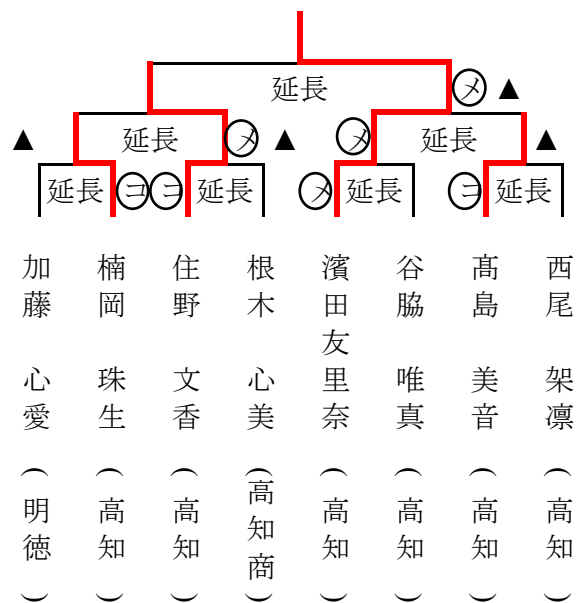 延長 ㋱ ▲
▲ 延長 ㋱ ▲ ㋱ 延長 ▲
延長 ㋙ ㋙ 延長 ㋱ 延長 ㋙ 延長
加藤 心愛 (明徳)
楠岡 珠生 (高知)
住野 文香 (高知)
根木 心美 (高知商)
濱田 友里奈 (高知)
谷脇 唯真 (高知)
髙島 美音 (高知)
西尾 架凛 (高知)